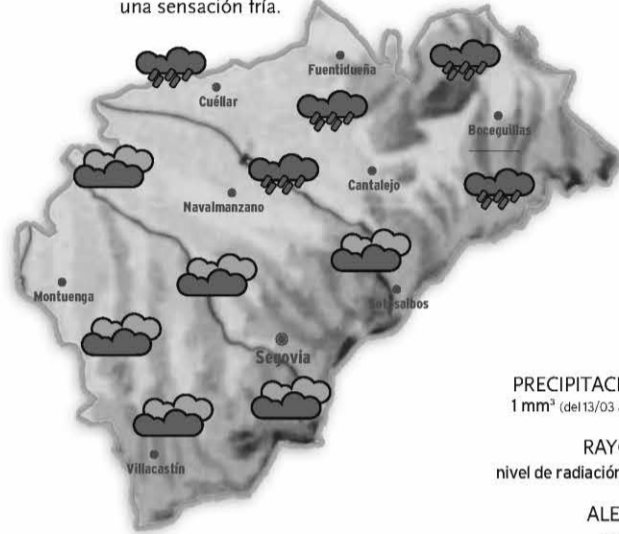 una sensación fría.
Fuentidueña
Cuéllar
Boceguillas
Cantalejo
Navalmanzano
Montuenga
Sotosalbos
Segovia
Villacastín
PRECIPITACI
1 mm³ (del 13/03
RAY
nivel de radiación
ALE